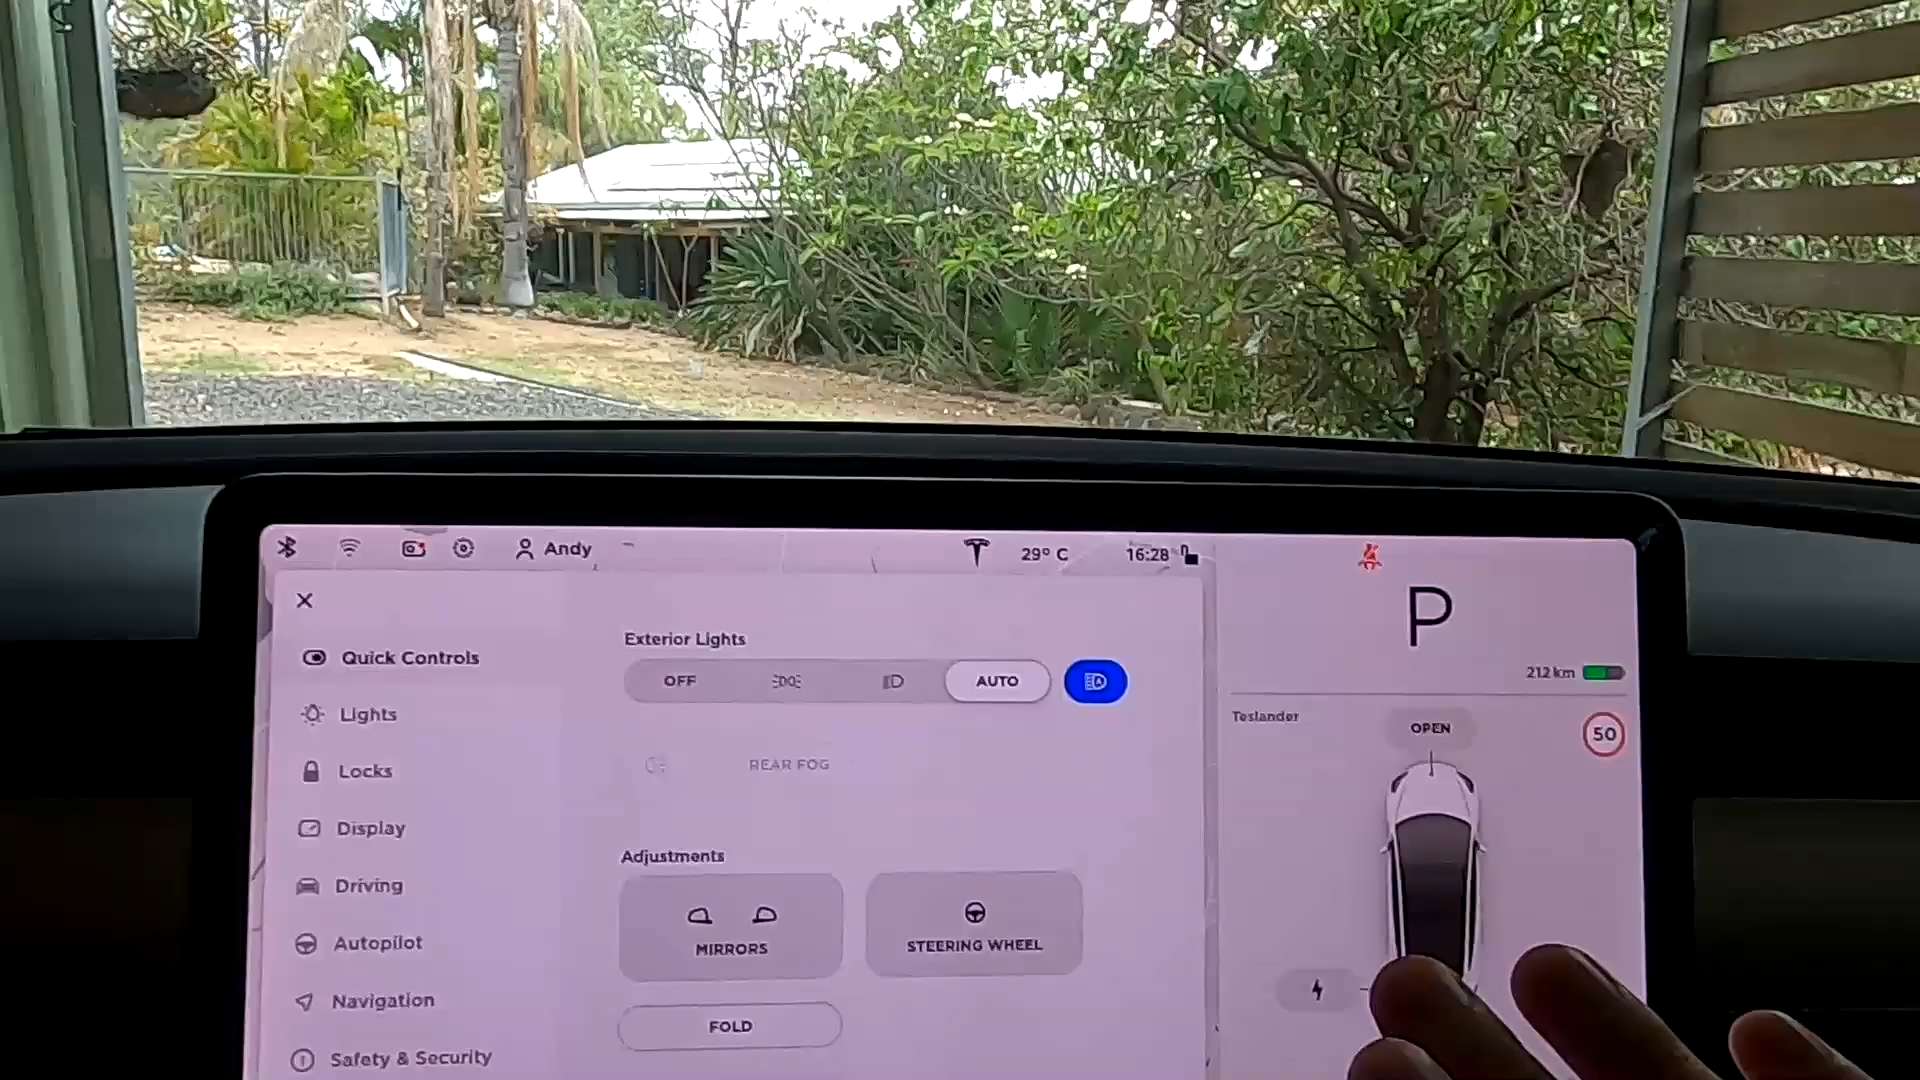 Andy
29° C
16:28
P
212 km
Quick Controls
Lights
Locks
Display
Driving
Autopilot
Navigation
Safety & Security
Exterior Lights
OFF
AUTO
REAR FOG
Adjustments
MIRRORS
STEERING WHEEL
FOLD
Teslander
OPEN
50